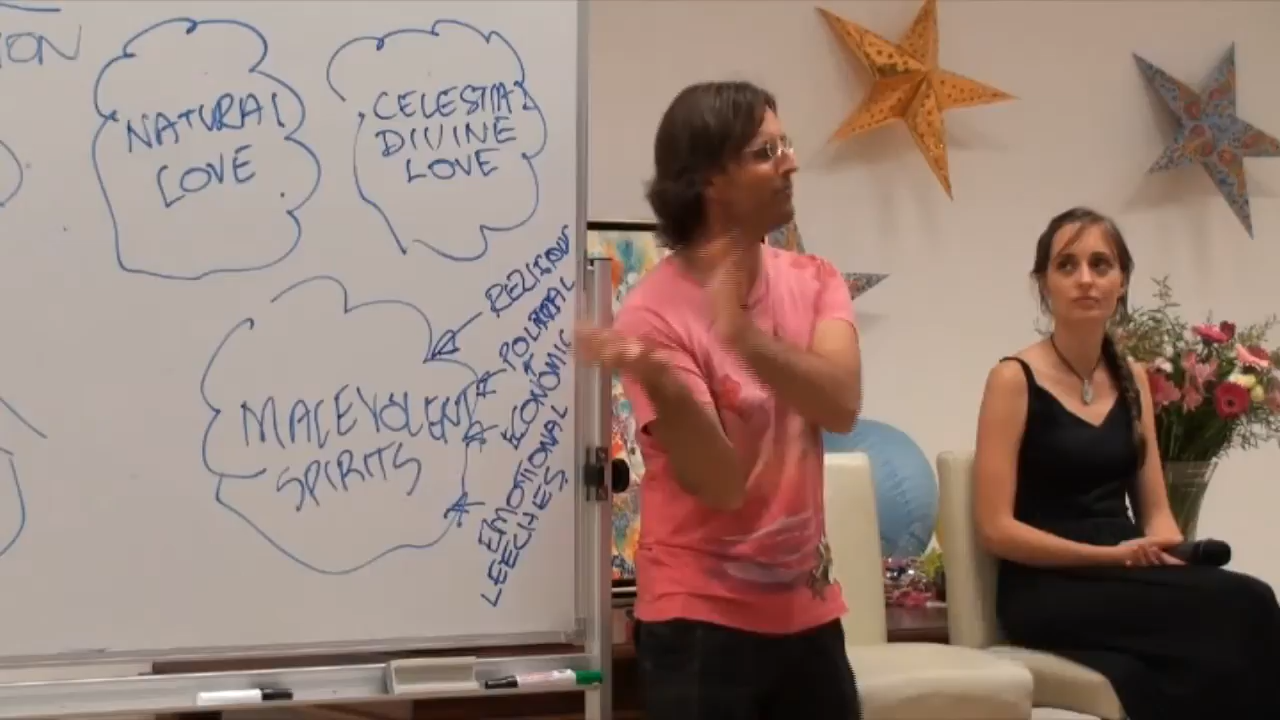 ION
NATURAL
LOVE
CELESTIAL
DIVINE
LOVE
RELIGIOUS
POLITICAL
ECONOMIC
EMOTIONAL
LEECHES
MALEVOLENT
SPIRITS